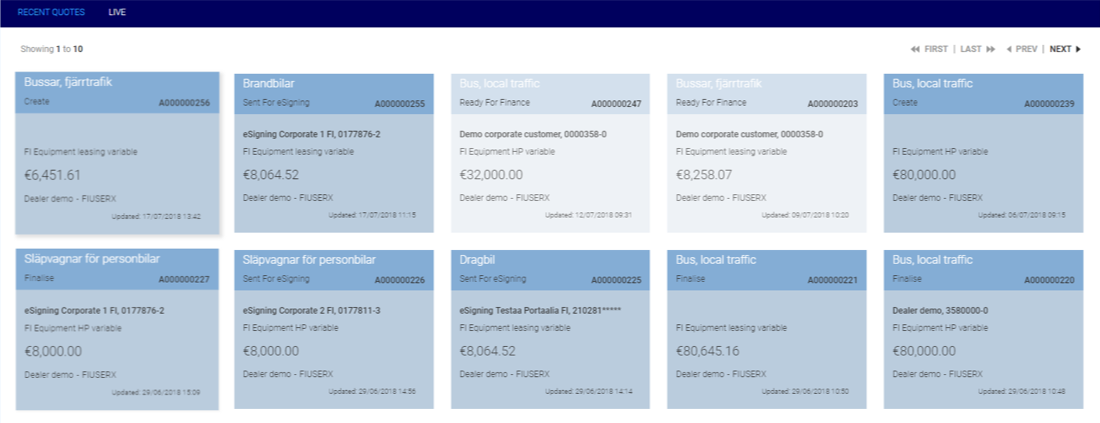 RECENT QUOTES LIVE
Showing 1 to 10
FIRST | LAST PREV | NEXT
Bussar, fjärrtrafik
Create A000000256
FI Equipment leasing variable
€6,451.61
Dealer demo - FIUSERX
Updated: 17/07/2018 13:42
Brandbilar
Sent For eSigning A000000255
eSigning Corporate 1 FI, 0177876-2
FI Equipment leasing variable
€8,064.52
Dealer demo - FIUSERX
Updated: 17/07/2018 11:15
Bus, local traffic
Ready For Finance A000000247
Demo corporate customer, 0000358-0
FI Equipment HP variable
€32,000.00
Dealer demo - FIUSERX
Updated: 12/07/2018 09:31
Bussar, fjärrtrafik
Ready For Finance A000000203
Demo corporate customer, 0000358-0
FI Equipment leasing variable
€8,258.07
Dealer demo - FIUSERX
Updated: 09/07/2018 10:20
Bus, local traffic
Create A000000239
FI Equipment HP variable
€80,000.00
Dealer demo - FIUSERX
Updated: 06/07/2018 09:15
Släpvagnar för personbilar
Finalise A000000227
eSigning Corporate 1 FI, 0177876-2
FI Equipment HP variable
€8,000.00
Dealer demo - FIUSERX
Updated: 29/06/2018 15:09
Släpvagnar för personbilar
Sent For eSigning A000000226
eSigning Corporate 2 FI, 0177811-3
FI Equipment HP variable
€8,000.00
Dealer demo - FIUSERX
Updated: 29/06/2018 14:56
Dragbil
Sent For eSigning A000000225
eSigning Testaa Portaalia FI, 210281*****
FI Equipment leasing variable
€8,064.52
Dealer demo - FIUSERX
Updated: 29/06/2018 14:14
Bus, local traffic
Finalise A000000221
FI Equipment leasing variable
€80,645.16
Dealer demo - FIUSERX
Updated: 29/06/2018 10:50
Bus, local traffic
Finalise A000000220
Dealer demo, 3580000-0
FI Equipment HP variable
€80,000.00
Dealer demo - FIUSERX
Updated: 29/06/2018 10:48